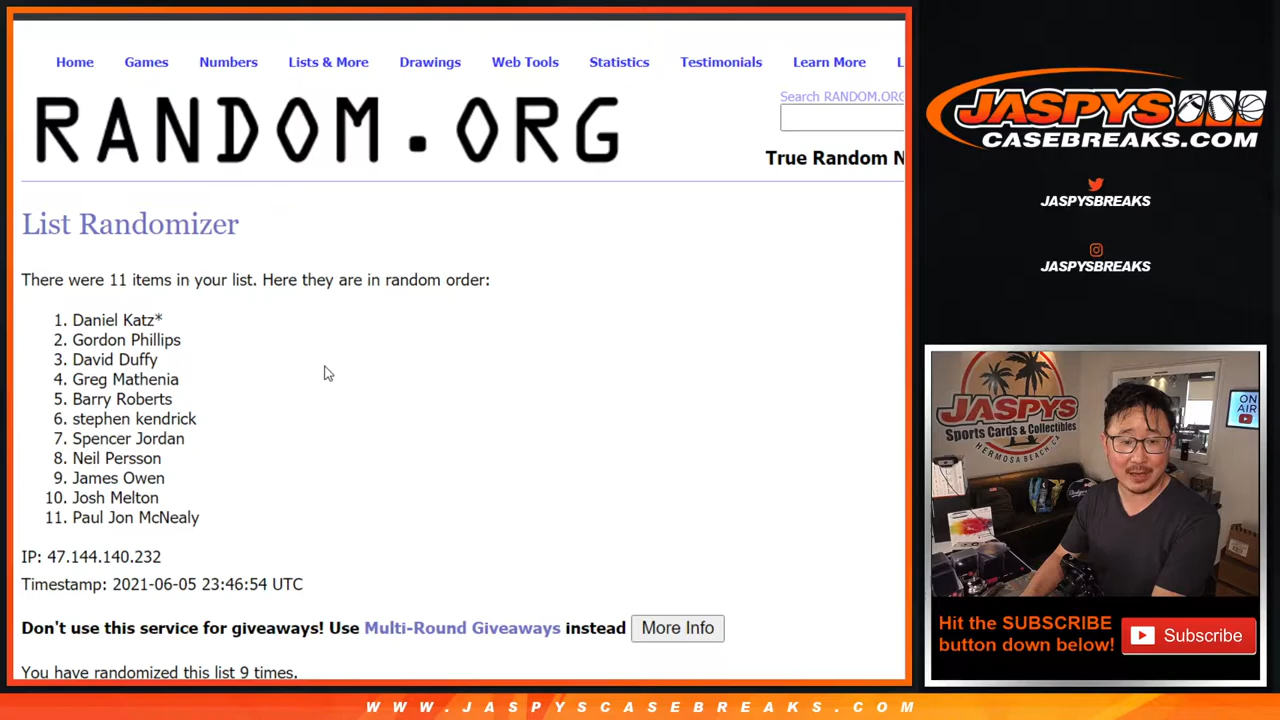 Home Games Numbers Lists & More Drawings Web Tools Statistics Testimonials Learn More L
Search RANDOM.ORG
RANDOM.ORG
True Random N
List Randomizer
There were 11 items in your list. Here they are in random order:
1. Daniel Katz*
2. Gordon Phillips
3. David Duffy
4. Greg Mathenia
5. Barry Roberts
6. stephen kendrick
7. Spencer Jordan
8. Neil Persson
9. James Owen
10. Josh Melton
11. Paul Jon McNealy
IP: 47.144.140.232
Timestamp: 2021-06-05 23:46:54 UTC
Don't use this service for giveaways! Use Multi-Round Giveaways instead More Info
You have randomized this list 9 times.
JASPYS
CASEBREAKS.COM
JASPYSBREAKS
JASPYSBREAKS
JASPYS
Sports Cards & Collectibles
HERMOSA BEACH, CA
ON
AIR
Hit the SUBSCRIBE
button down below!
Subscribe
WWW.JASPYSCASEBREAKS.COM